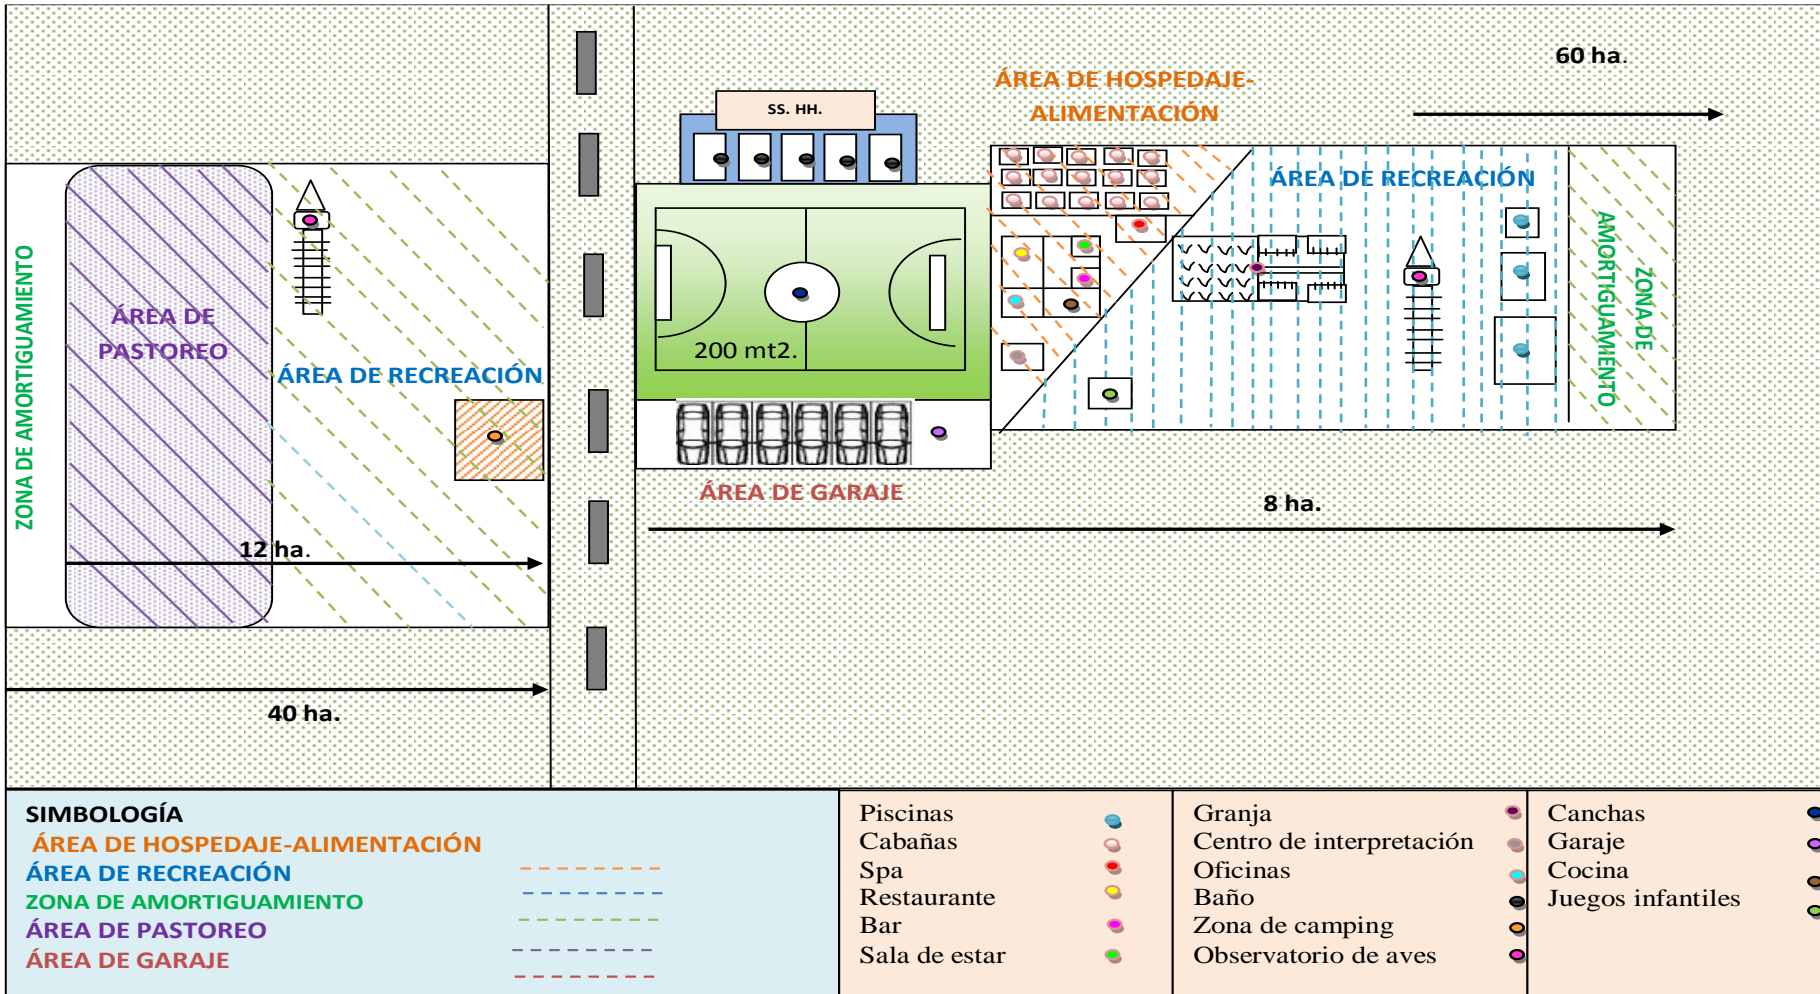 60 ha.
ÁREA DE HOSPEDAJE-
ALIMENTACIÓN
SS. HH.
ÁREA DE RECREACIÓN
ZONA DE AMORTIGUAMIENTO
ÁREA DE
PASTOREO
ÁREA DE RECREACIÓN
200 mt2.
ZONA DE
AMORTIGUAMIENTO
ÁREA DE GARAJE
8 ha.
12 ha.
40 ha.
SIMBOLOGÍA
ÁREA DE HOSPEDAJE-ALIMENTACIÓN
ÁREA DE RECREACIÓN
ZONA DE AMORTIGUAMIENTO
ÁREA DE PASTOREO
ÁREA DE GARAJE
Piscinas
Cabañas
Spa
Restaurante
Bar
Sala de estar
Granja
Centro de interpretación
Oficinas
Baño
Zona de camping
Observatorio de aves
Canchas
Garaje
Cocina
Juegos infantiles